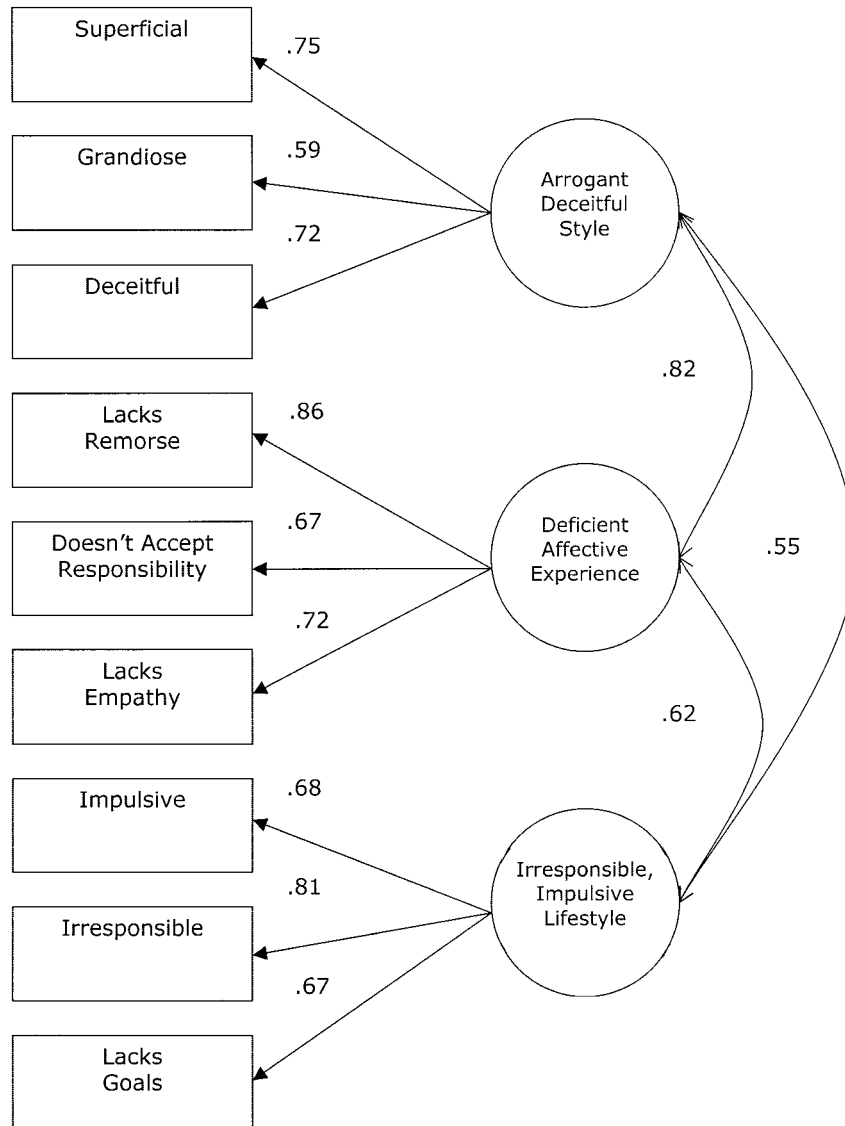 Superficial
.75
Grandiose
.59
Arrogant
Deceitful
Style
.72
Deceitful
.82
Lacks
Remorse
.86
Doesn't Accept
Responsibility
.67
Deficient
Affective
Experience
.55
.72
Lacks
Empathy
.62
Impulsive
.68
.81
Irresponsible,
Impulsive
Lifestyle
Irresponsible
.67
Lacks
Goals